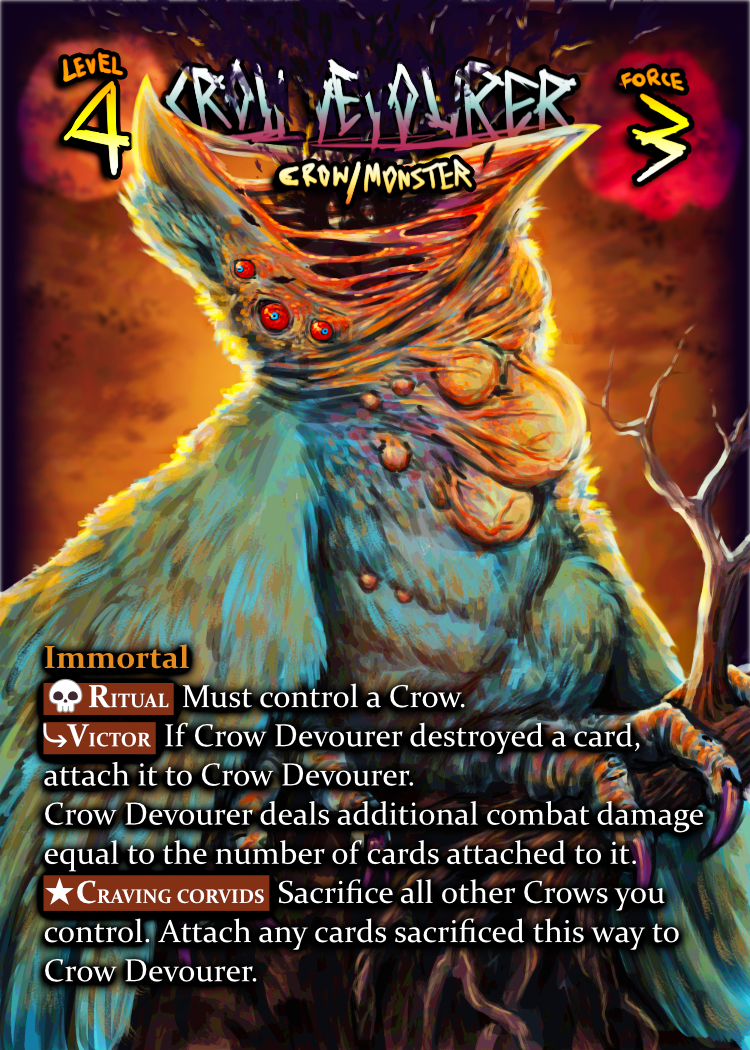 LEVEL
4
CROW DEVOURER
CROW/MONSTER
FORCE
3
Immortal
RITUAL Must control a Crow.
VICTOR If Crow Devourer destroyed a card,
attach it to Crow Devourer.
Crow Devourer deals additional combat damage
equal to the number of cards attached to it.
CRAVING CORVIDS Sacrifice all other Crows you
control. Attach any cards sacrificed this way to
Crow Devourer.